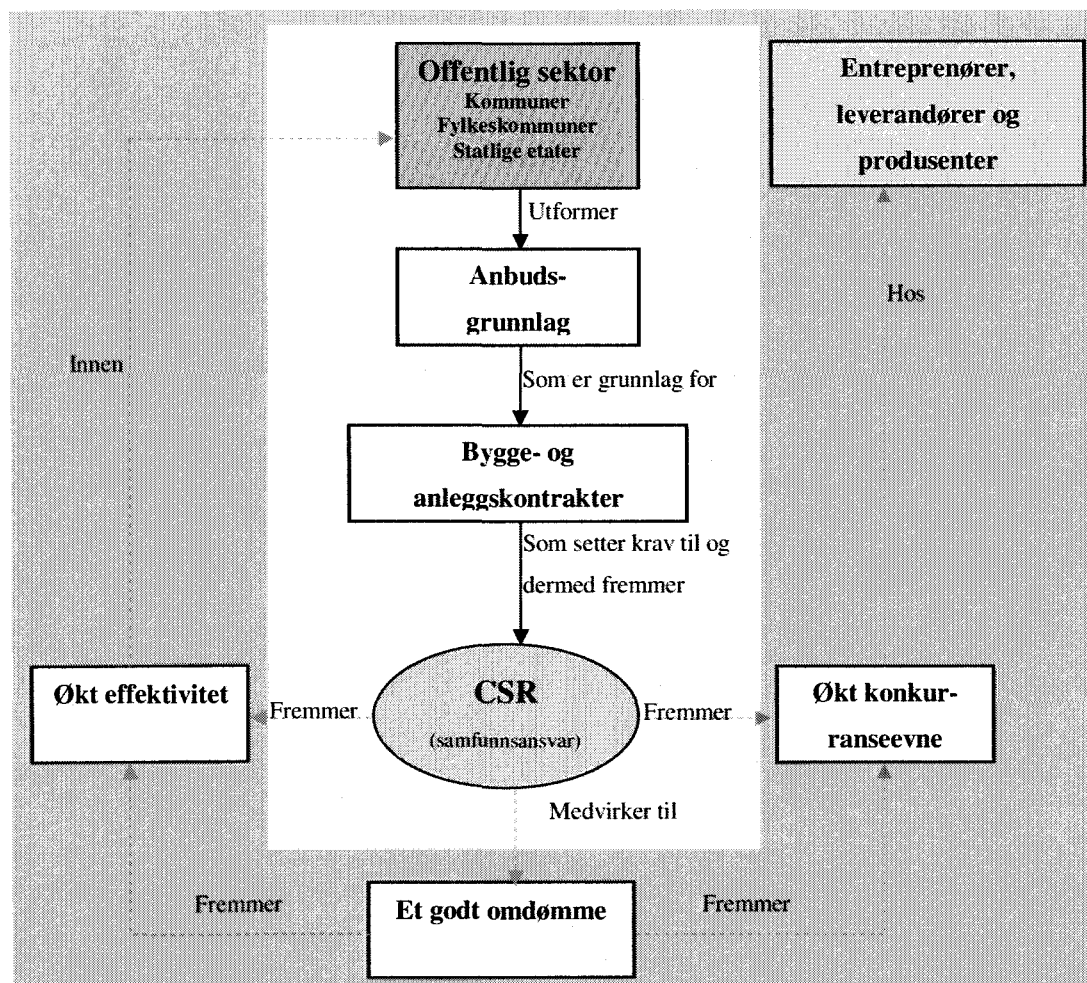 Offentlig sektor
Kommuner
Fylkeskommuner
Statlige etater
Entreprenører,
leverandører og
produsenter
Utformer
Anbuds-
grunnlag
Hos
Innen
Som er grunnlag for
Bygge- og
anleggskontrakter
Som setter krav til og
dermed fremmer
Økt effektivitet
Fremmer
CSR
(samfunnsansvar)
Fremmer
Økt konkur-
ranseevne
Medvirker til
Fremmer
Et godt omdømme
Fremmer